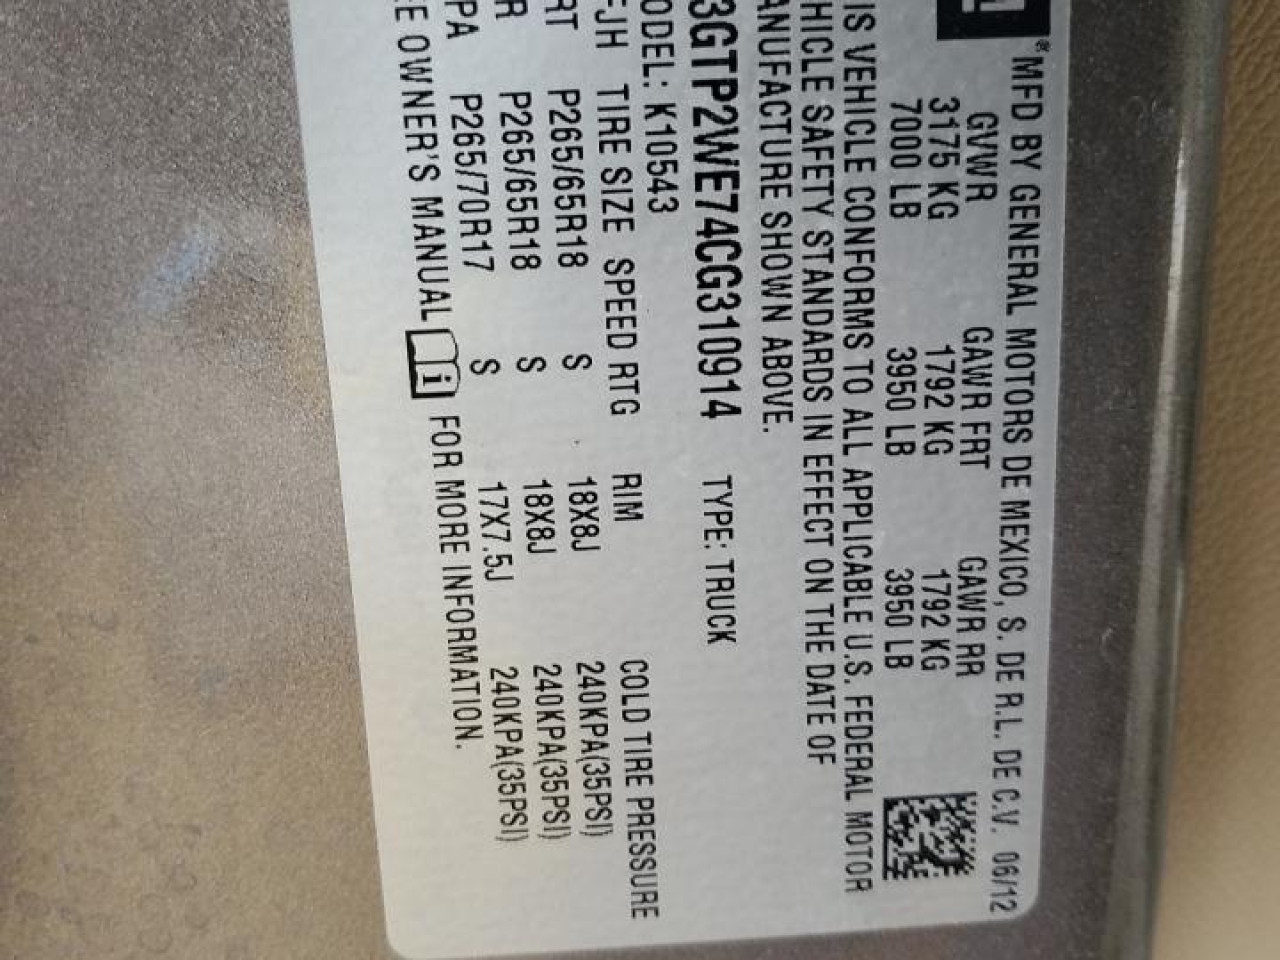 MFD BY GENERAL MOTORS DE MEXICO, S. DE R.L. DE C.V. 06/12
GVWR GAWR FRT GAWR RR
3175 KG 1792 KG 1792 KG
7000 LB 3950 LB 3950 LB
IS VEHICLE CONFORMS TO ALL APPLICABLE U.S. FEDERAL MOTOR
HICLE SAFETY STANDARDS IN EFFECT ON THE DATE OF
ANUFACTURE SHOWN ABOVE.
3GTP2WE74CG310914 TYPE: TRUCK
ODEL: K10543
FJH TIRE SIZE SPEED RTG RIM COLD TIRE PRESSURE
RT P265/65R18 S 18X8J 240KPA(35PSI)
R P265/65R18 S 18X8J 240KPA(35PSI)
PA P265/70R17 S 17X7.5J 240KPA(35PSI)
E OWNER'S MANUAL i FOR MORE INFORMATION.